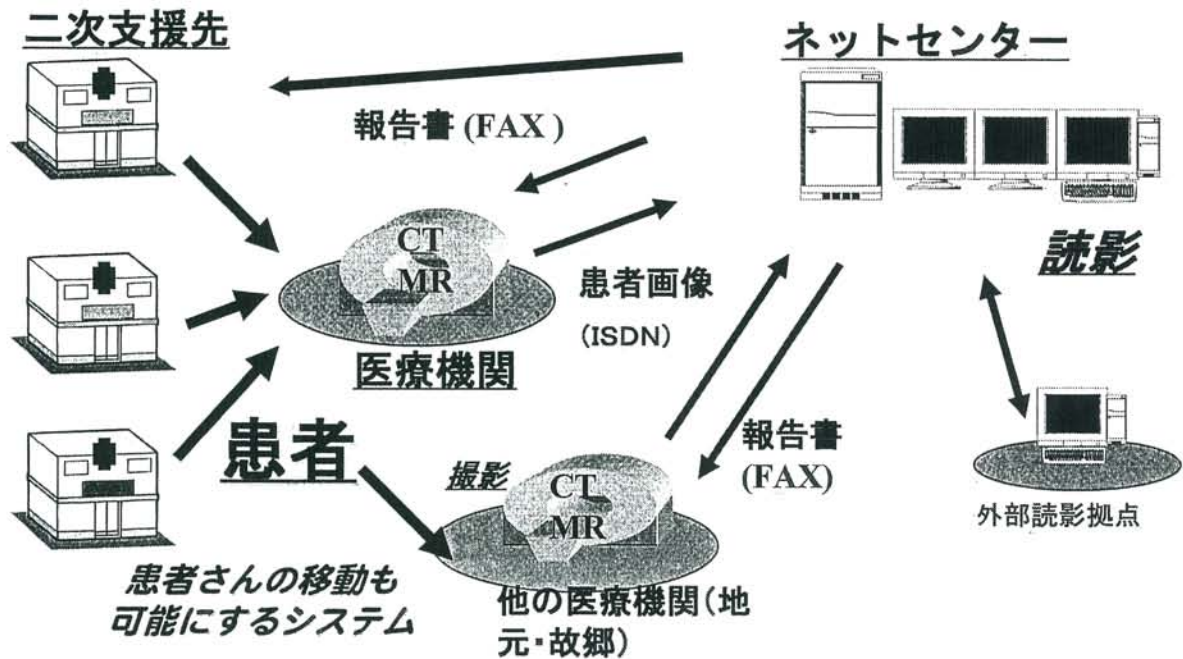 二次支援先
ネットセンター
報告書 (FAX )
CT
MR
読影
患者画像
(ISDN)
医療機関
患者
撮影
CT
MR
報告書
(FAX)
外部読影拠点
患者さんの移動も
可能にするシステム
他の医療機関(地
元・故郷)